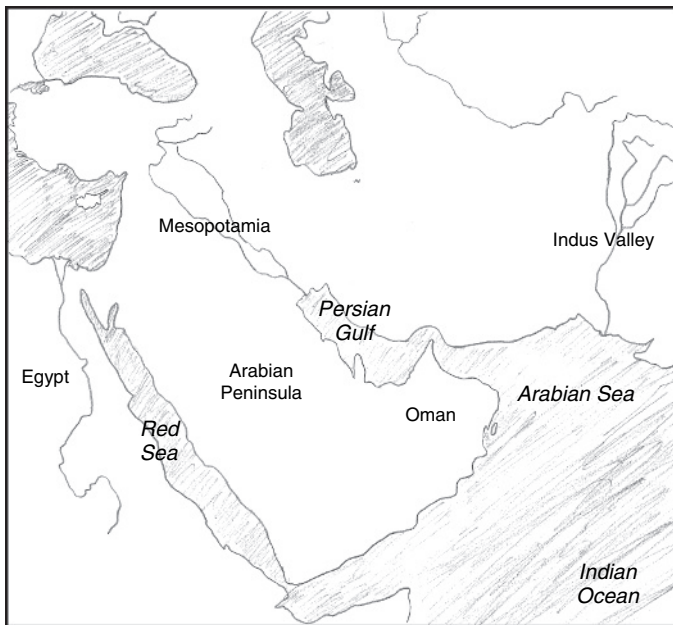 Mesopotamia
Indus Valley
Persian
Gulf
Egypt
Arabian
Peninsula
Oman
Arabian Sea
Red
Sea
Indian
Ocean